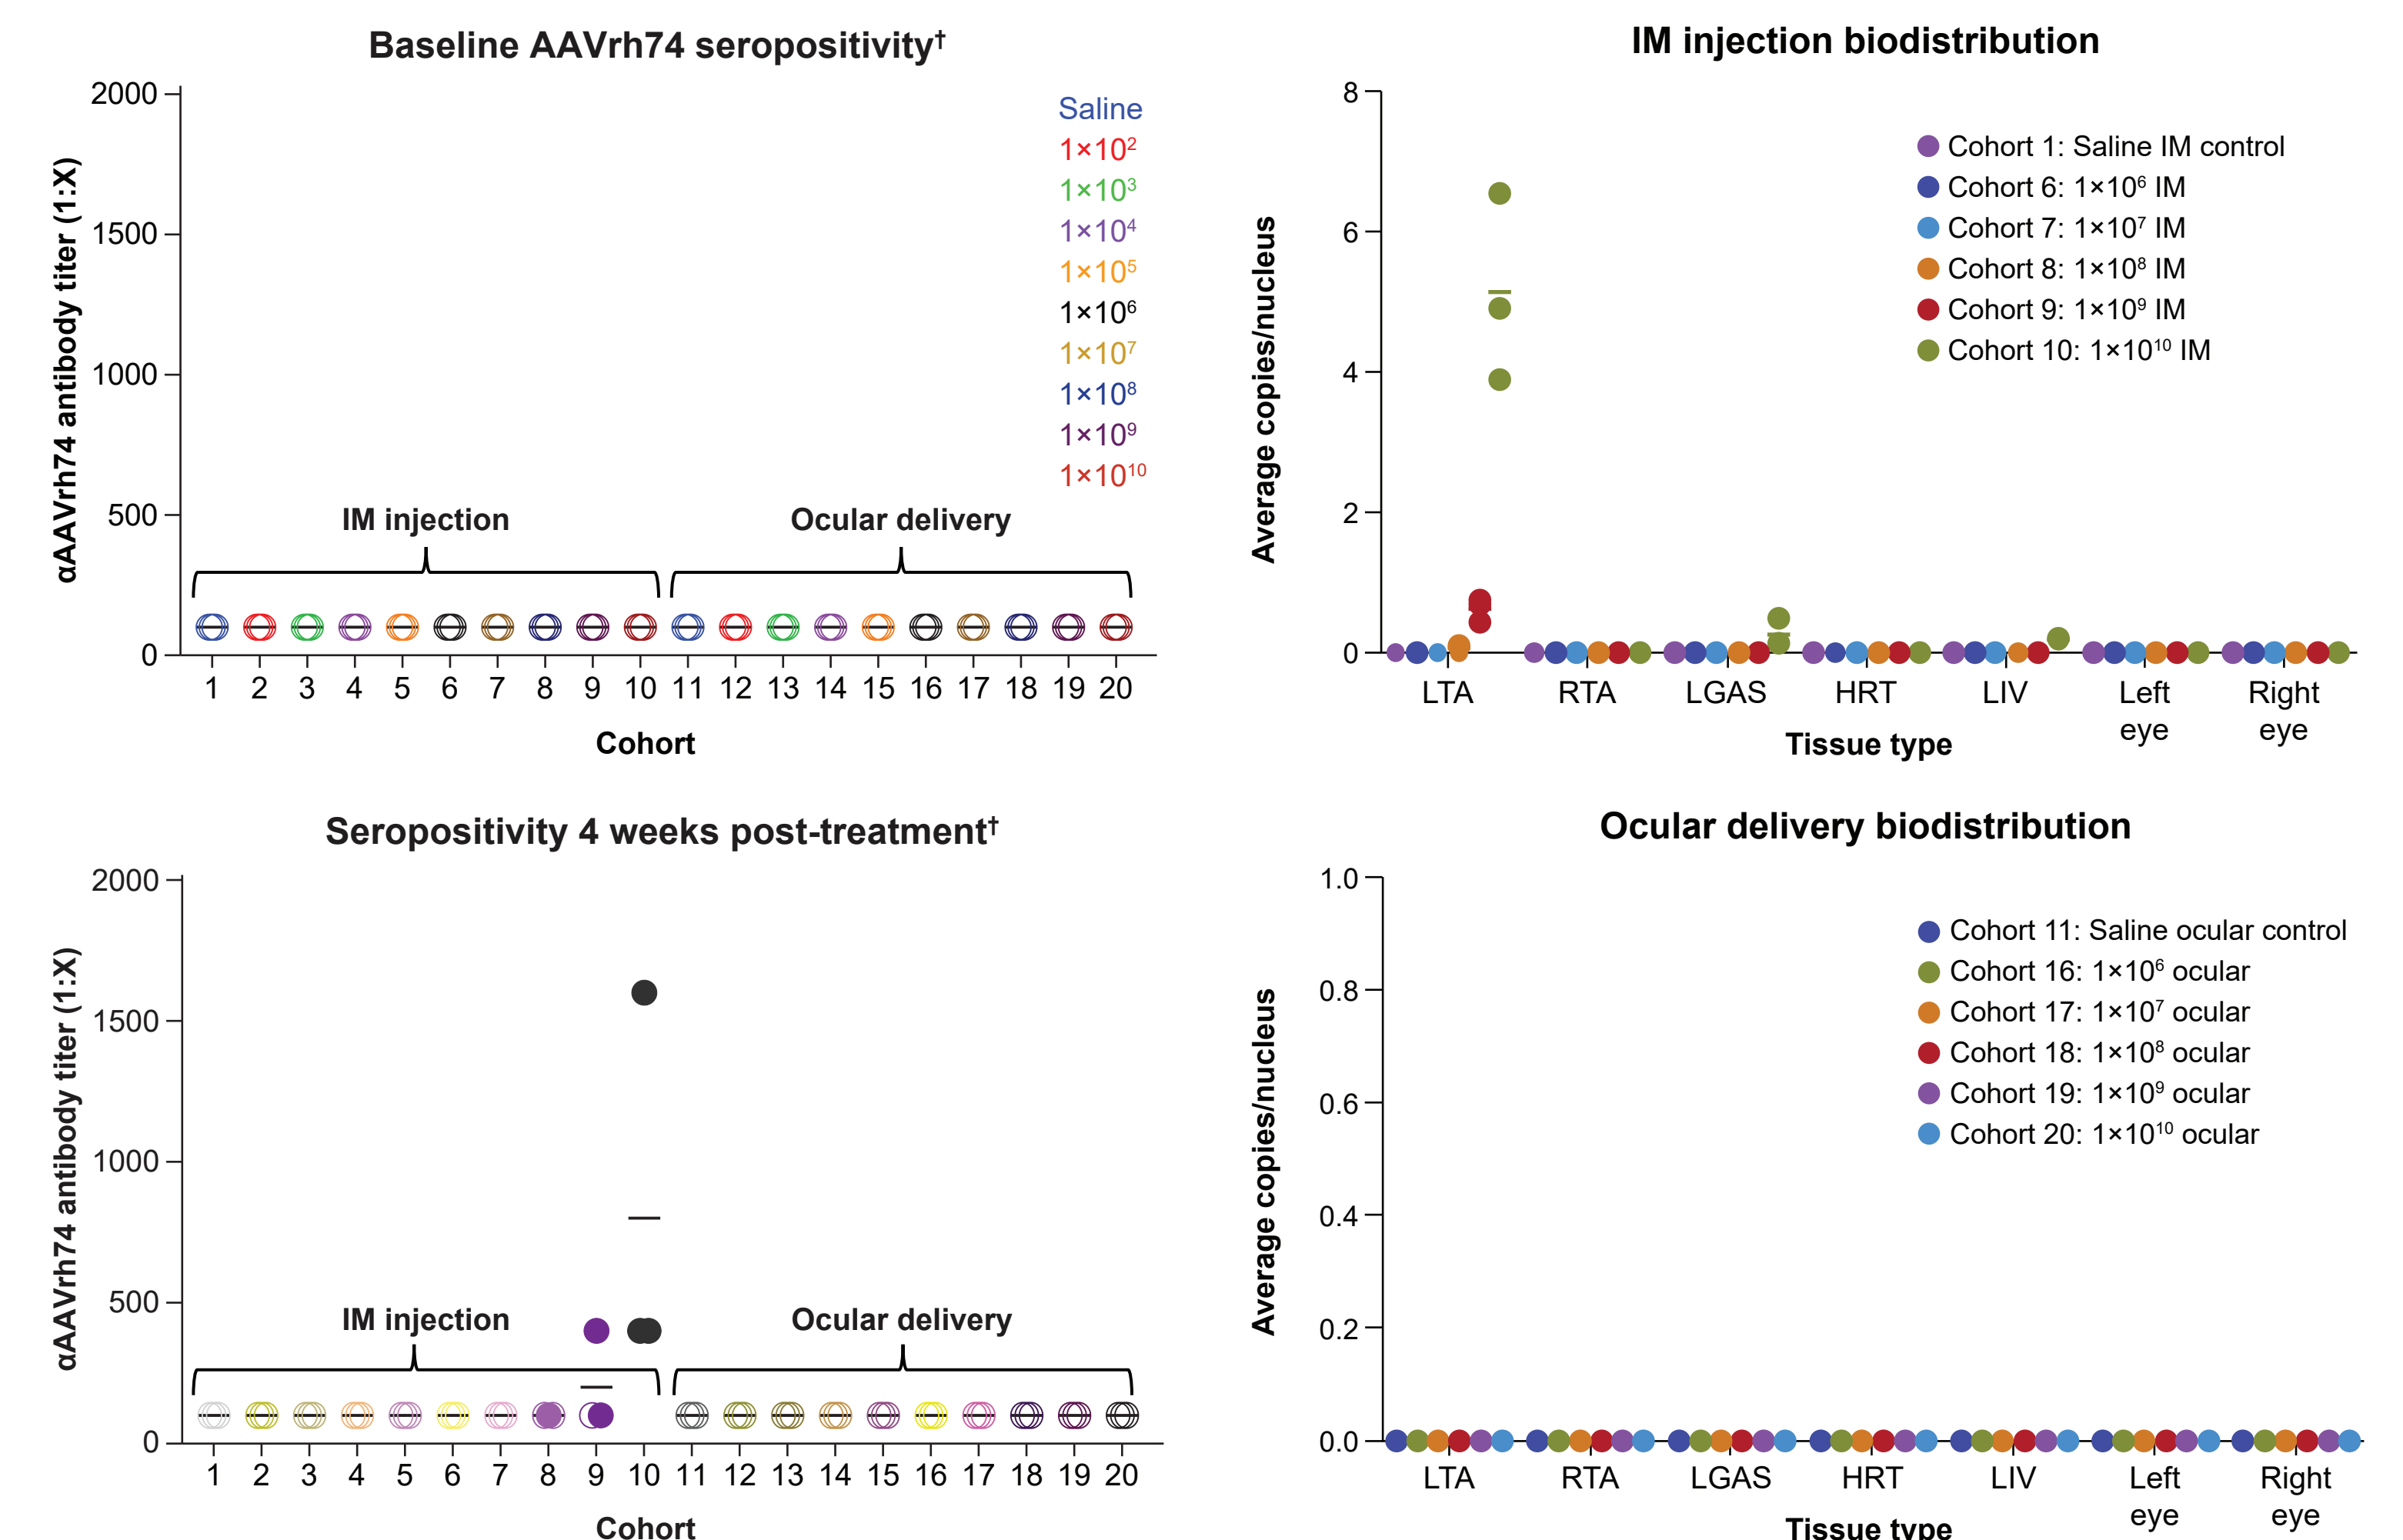 Baseline AAVrh74 seropositivity†
αAAVrh74 antibody titer (1:X)
2000
1500
1000
500
0
Saline
1×10²
1×10³
1×10⁴
1×10⁵
1×10⁶
1×10⁷
1×10⁸
1×10⁹
1×10¹⁰
IM injection
Ocular delivery
1 2 3 4 5 6 7 8 9 10 11 12 13 14 15 16 17 18 19 20
Cohort
IM injection biodistribution
Average copies/nucleus
8
6
4
2
0
Cohort 1: Saline IM control
Cohort 6: 1×10⁶ IM
Cohort 7: 1×10⁷ IM
Cohort 8: 1×10⁸ IM
Cohort 9: 1×10⁹ IM
Cohort 10: 1×10¹⁰ IM
LTA RTA LGAS HRT LIV Left eye Right eye
Tissue type
Seropositivity 4 weeks post-treatment†
αAAVrh74 antibody titer (1:X)
2000
1500
1000
500
0
IM injection
Ocular delivery
1 2 3 4 5 6 7 8 9 10 11 12 13 14 15 16 17 18 19 20
Cohort
Ocular delivery biodistribution
Average copies/nucleus
1.0
0.8
0.6
0.4
0.2
0.0
Cohort 11: Saline ocular control
Cohort 16: 1×10⁶ ocular
Cohort 17: 1×10⁷ ocular
Cohort 18: 1×10⁸ ocular
Cohort 19: 1×10⁹ ocular
Cohort 20: 1×10¹⁰ ocular
LTA RTA LGAS HRT LIV Left eye Right eye
Tissue type